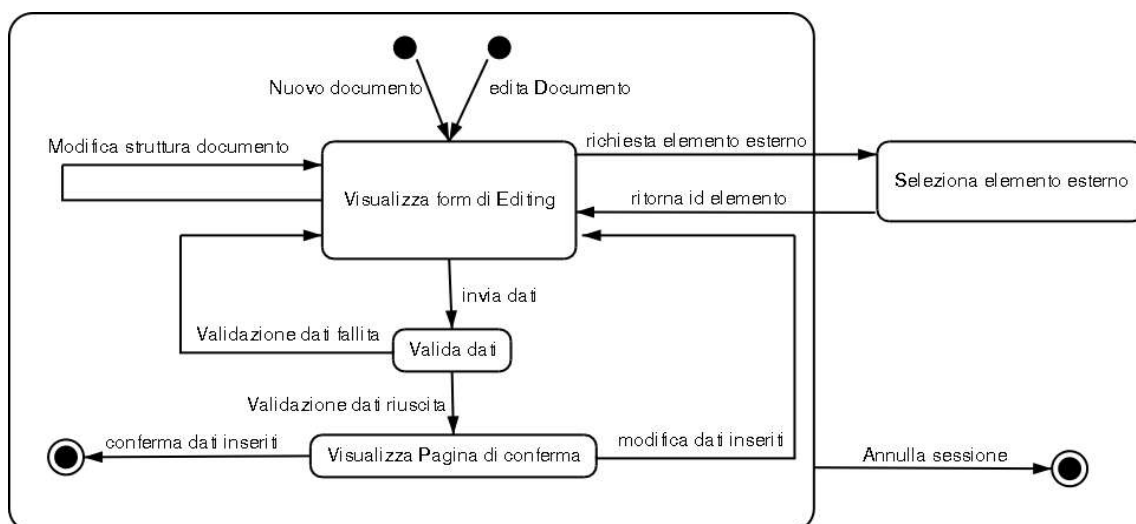 Nuovo documento
edita Documento
Modifica struttura documento
richiesta elemento esterno
Visualizza form di Editing
Seleziona elemento esterno
ritorna id elemento
invia dati
Validazione dati fallita
Valida dati
Validazione dati riuscita
conferma dati inseriti
Visualizza Pagina di conferma
modifica dati inseriti
Annulla sessione